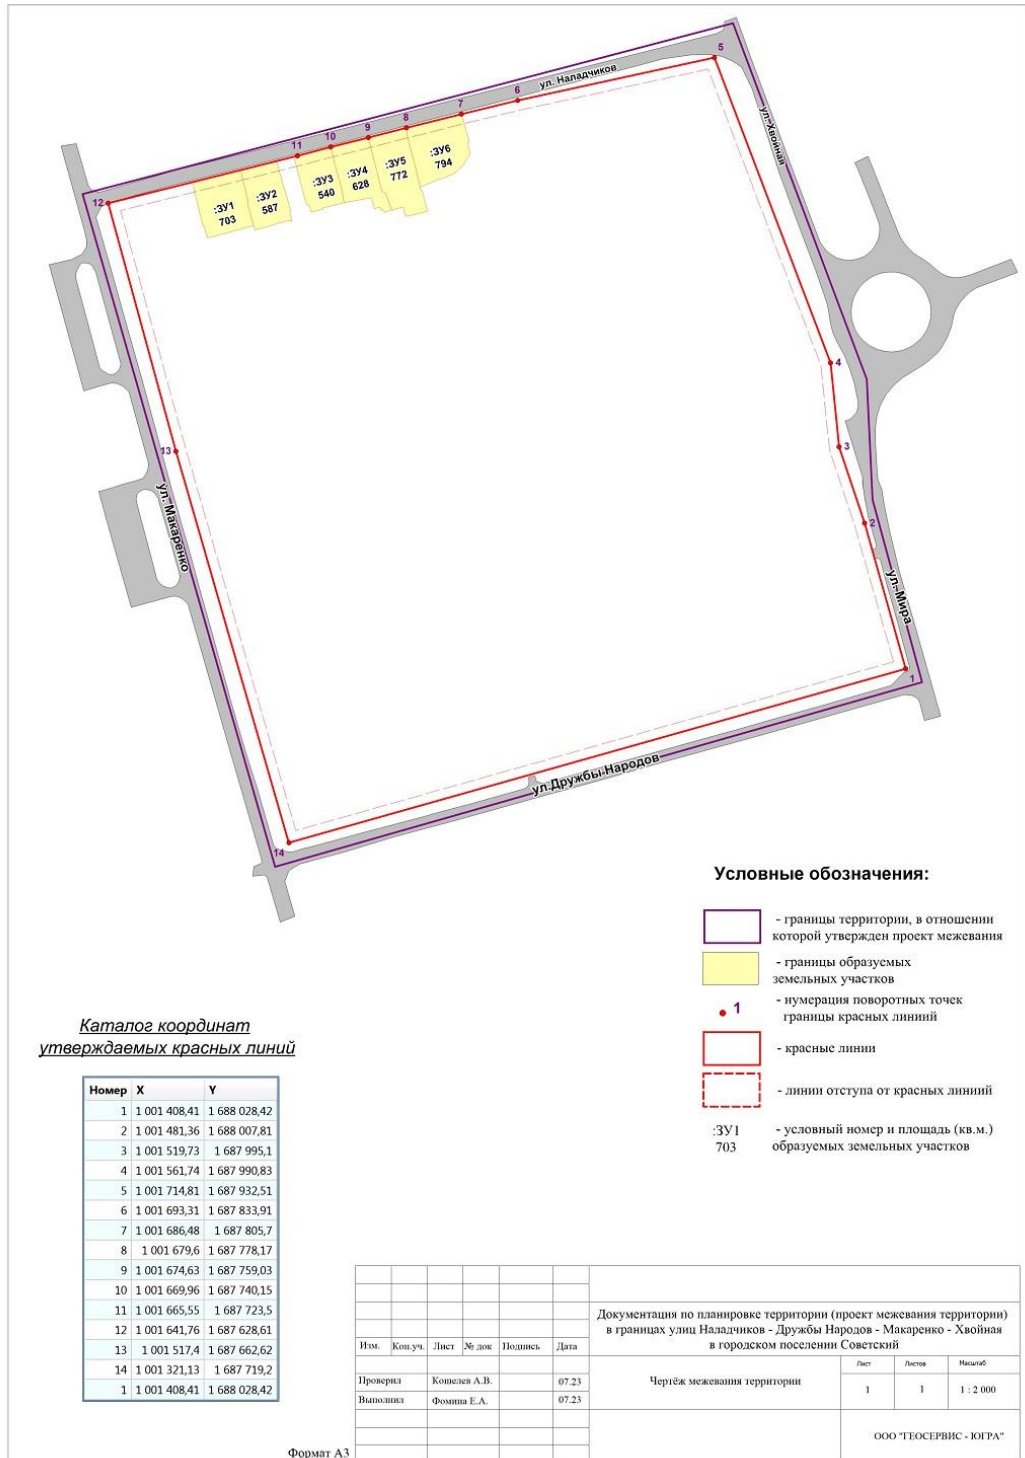 5
ул. Наладчиков
6
7
8
9
10
11
12
ул. Хвойная
:ЗУ1
703
:ЗУ2
587
:ЗУ3
540
:ЗУ4
628
:ЗУ5
772
:ЗУ6
794
4
3
13
ул. Макаренко
2
ул. Мира
1
ул.Дружбы Народов
14
Условные обозначения:
- границы территории, в отношении
которой утвержден проект межевания
- границы образуемых
земельных участков
1 - нумерация поворотных точек
границы красных линиий
- красные линии
- линии отступа от красных линиий
:ЗУ1 - условный номер и площадь (кв.м.)
703 образуемых земельных участков
Каталог координат
утверждаемых красных линий
Номер X Y
1 1 001 408,41 1 688 028,42
2 1 001 481,36 1 688 007,81
3 1 001 519,73 1 687 995,1
4 1 001 561,74 1 687 990,83
5 1 001 714,81 1 687 932,51
6 1 001 693,31 1 687 833,91
7 1 001 686,48 1 687 805,7
8 1 001 679,6 1 687 778,17
9 1 001 674,63 1 687 759,03
10 1 001 669,96 1 687 740,15
11 1 001 665,55 1 687 723,5
12 1 001 641,76 1 687 628,61
13 1 001 517,4 1 687 662,62
14 1 001 321,13 1 687 719,2
1 1 001 408,41 1 688 028,42
Документация по планировке территории (проект межевания территории)
в границах улиц Наладчиков - Дружбы Народов - Макаренко - Хвойная
в городском поселении Советский
Изм. Кол.уч. Лист № док Подпись Дата
Проверил Кошелев А.В. 07.23
Выполнил Фомина Е.А. 07.23
Чертёж межевания территории
Лист Листов Масштаб
1 1 1 : 2 000
ООО "ГЕОСЕРВИС - ЮГРА"
Формат А3